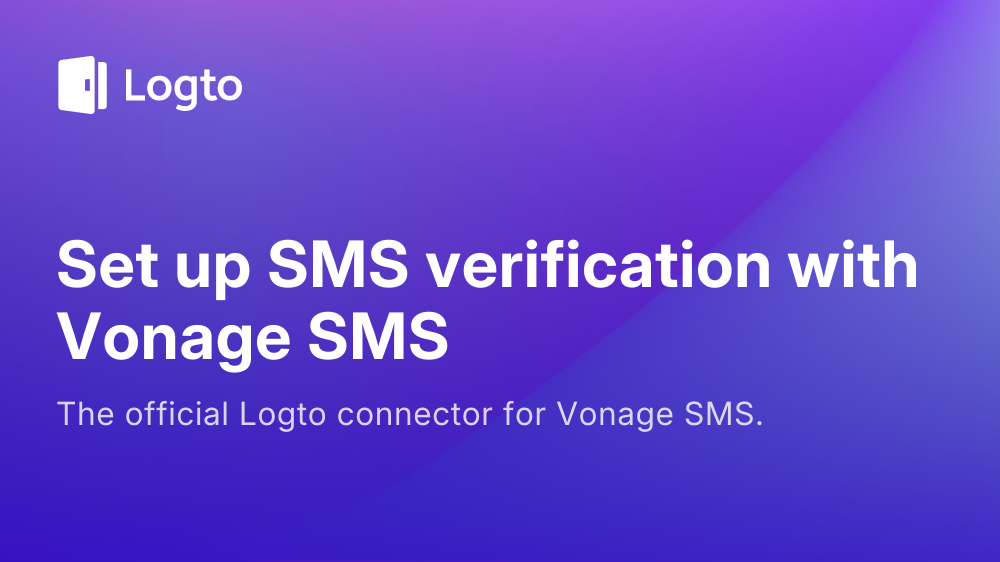 Logto
Set up SMS verification with
Vonage SMS
The official Logto connector for Vonage SMS.